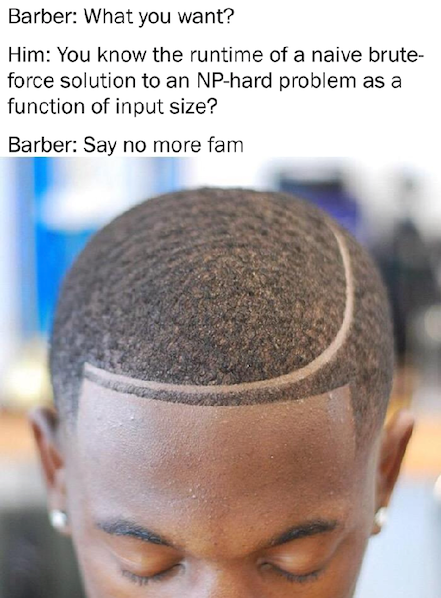 Barber: What you want?
Him: You know the runtime of a naive brute-
force solution to an NP-hard problem as a
function of input size?
Barber: Say no more fam